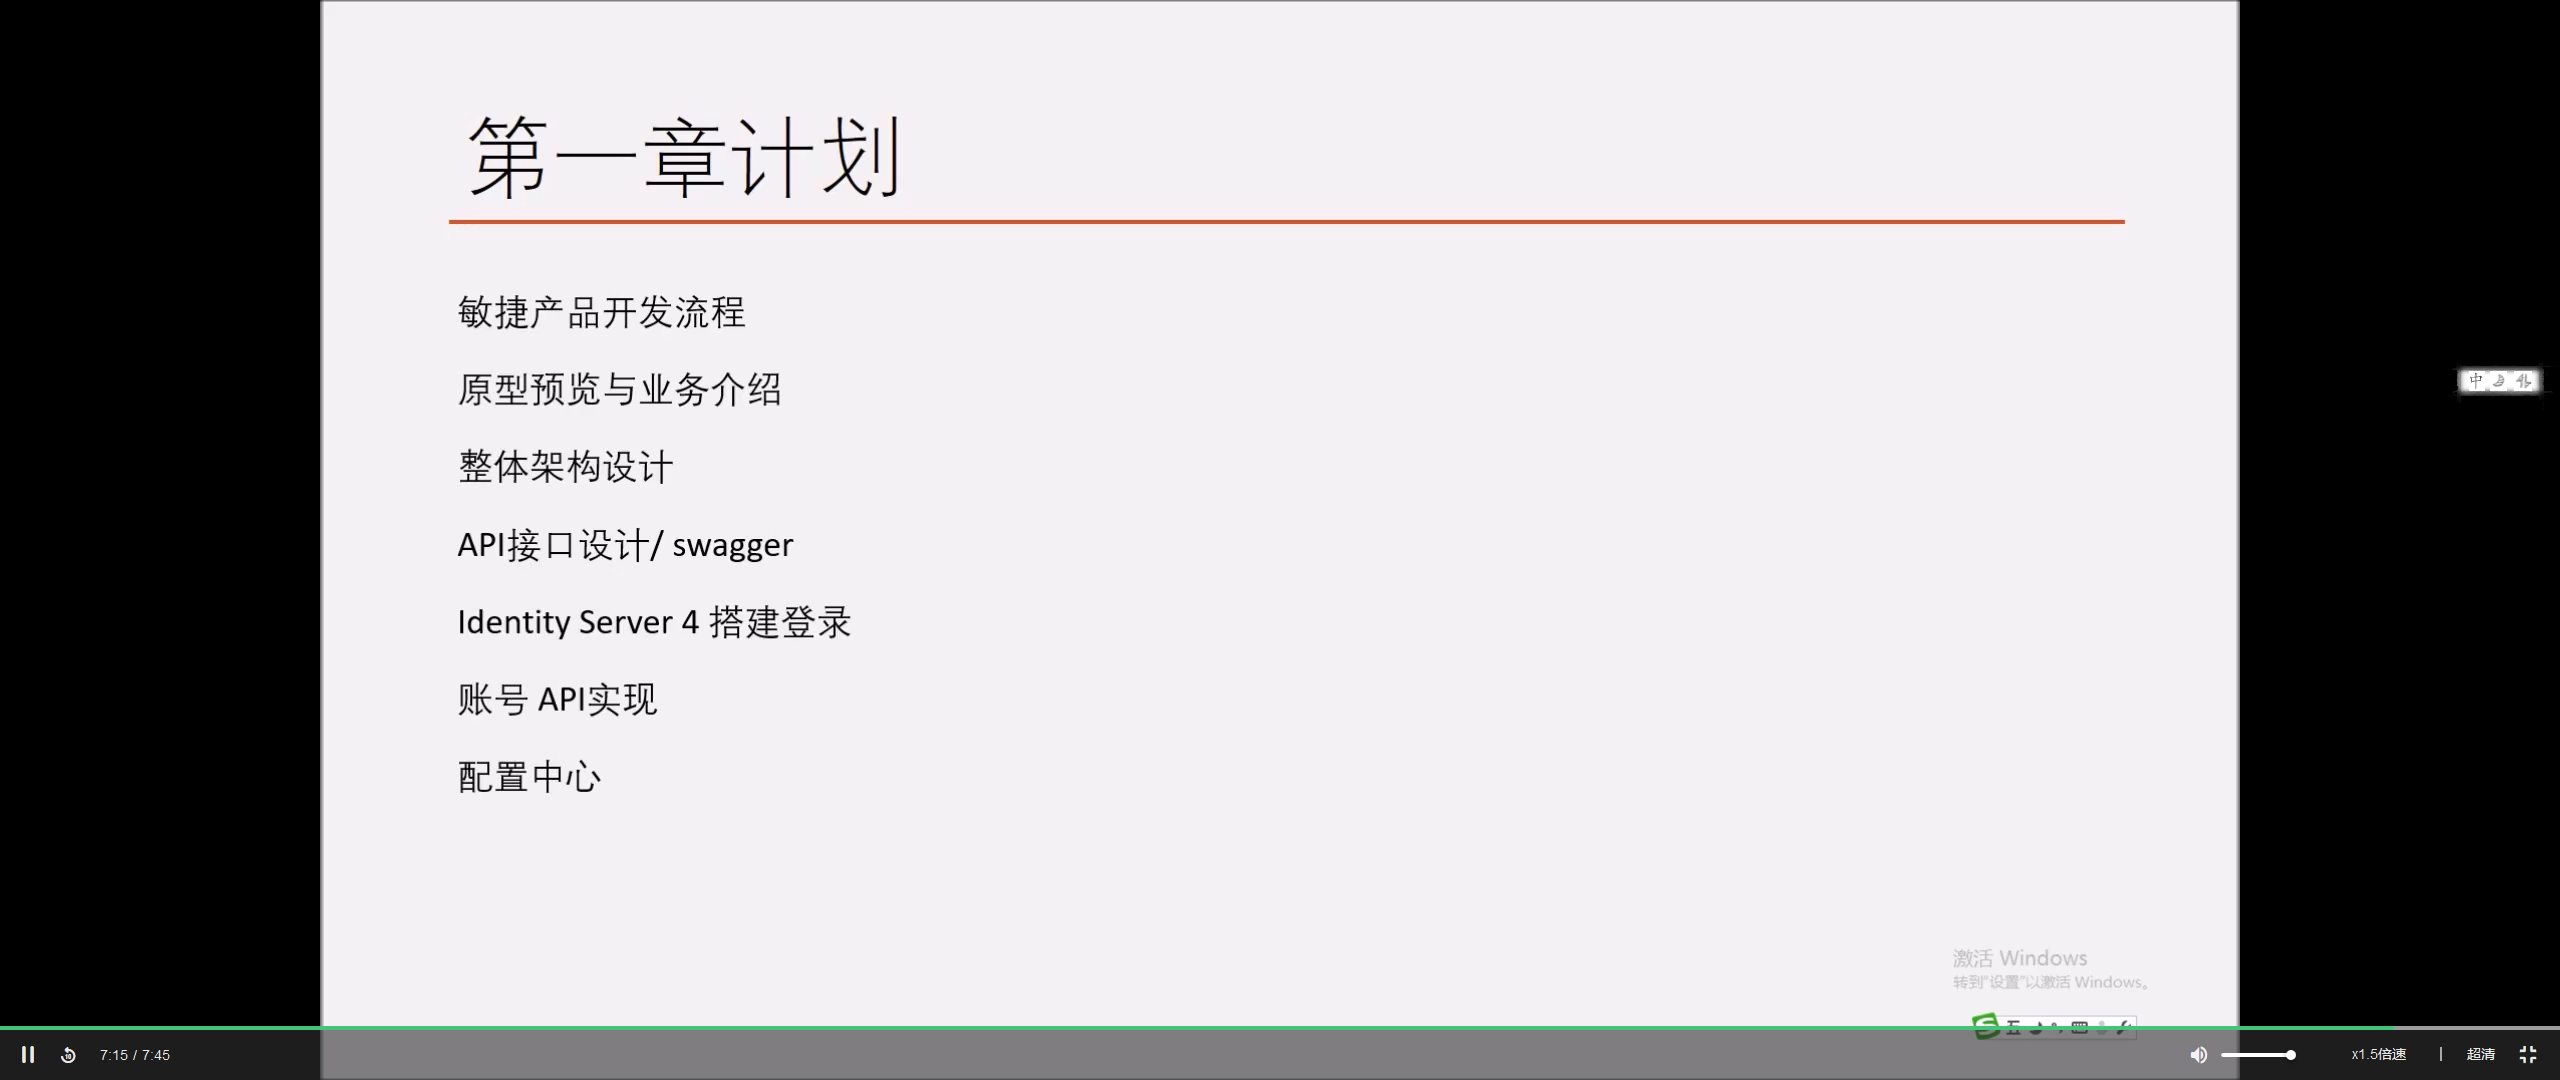 第一章计划
敏捷产品开发流程
原型预览与业务介绍
整体架构设计
API接口设计/ swagger
Identity Server 4 搭建登录
账号 API实现
配置中心
中
激活 Windows
转到"设置"以激活 Windows。
五
10
7:15 / 7:45
x1.5倍速
超清